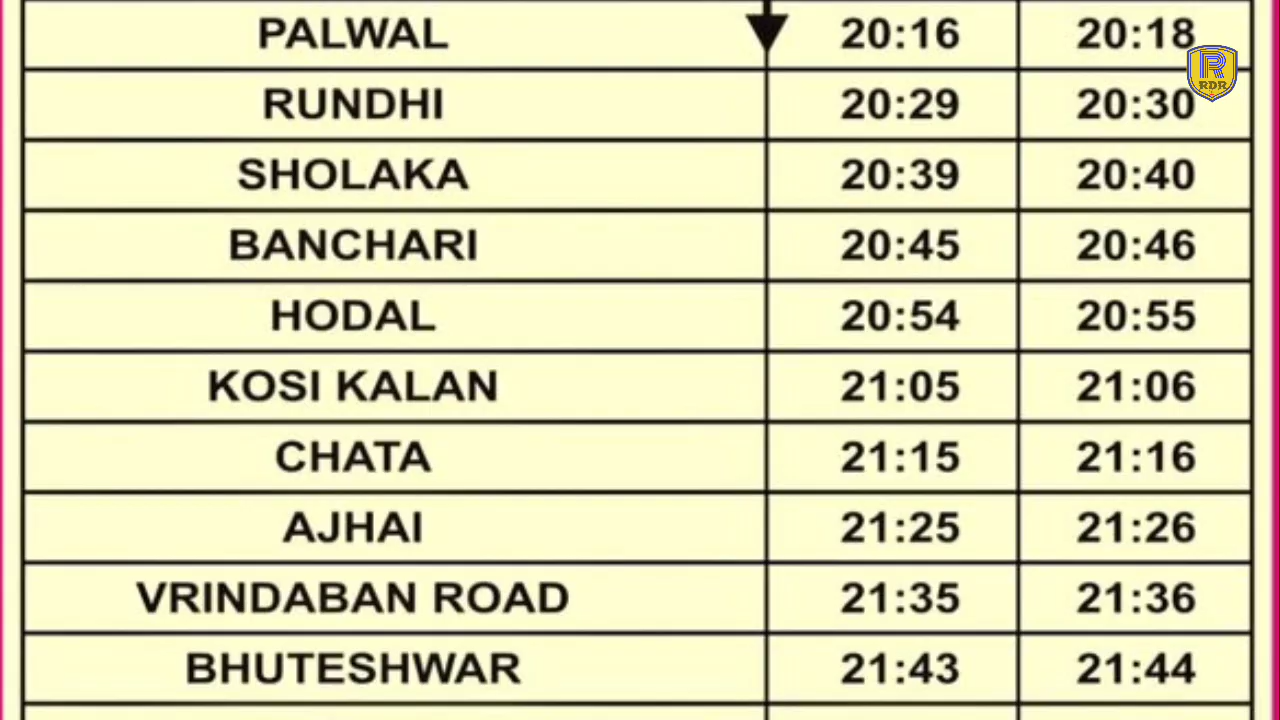 PALWAL 20:16 20:18
RUNDHI 20:29 20:30
SHOLAKA 20:39 20:40
BANCHARI 20:45 20:46
HODAL 20:54 20:55
KOSI KALAN 21:05 21:06
CHATA 21:15 21:16
AJHAI 21:25 21:26
VRINDABAN ROAD 21:35 21:36
BHUTESHWAR 21:43 21:44
R
RDR